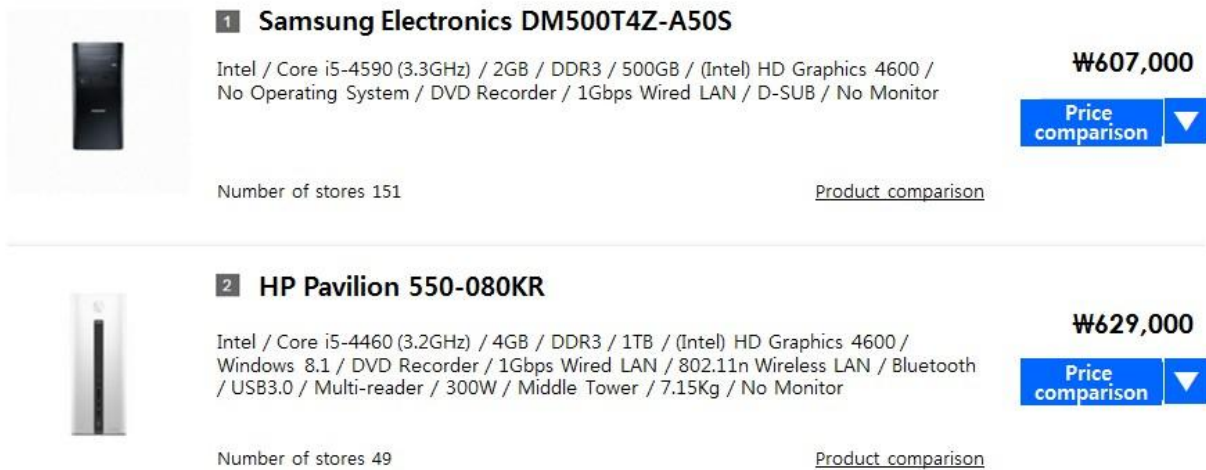 1 Samsung Electronics DM500T4Z-A50S
Intel / Core i5-4590 (3.3GHz) / 2GB / DDR3 / 500GB / (Intel) HD Graphics 4600 /
No Operating System / DVD Recorder / 1Gbps Wired LAN / D-SUB / No Monitor
₩607,000
Price
comparison
Number of stores 151
Product comparison
2 HP Pavilion 550-080KR
Intel / Core i5-4460 (3.2GHz) / 4GB / DDR3 / 1TB / (Intel) HD Graphics 4600 /
Windows 8.1 / DVD Recorder / 1Gbps Wired LAN / 802.11n Wireless LAN / Bluetooth
/ USB3.0 / Multi-reader / 300W / Middle Tower / 7.15Kg / No Monitor
₩629,000
Price
comparison
Number of stores 49
Product comparison